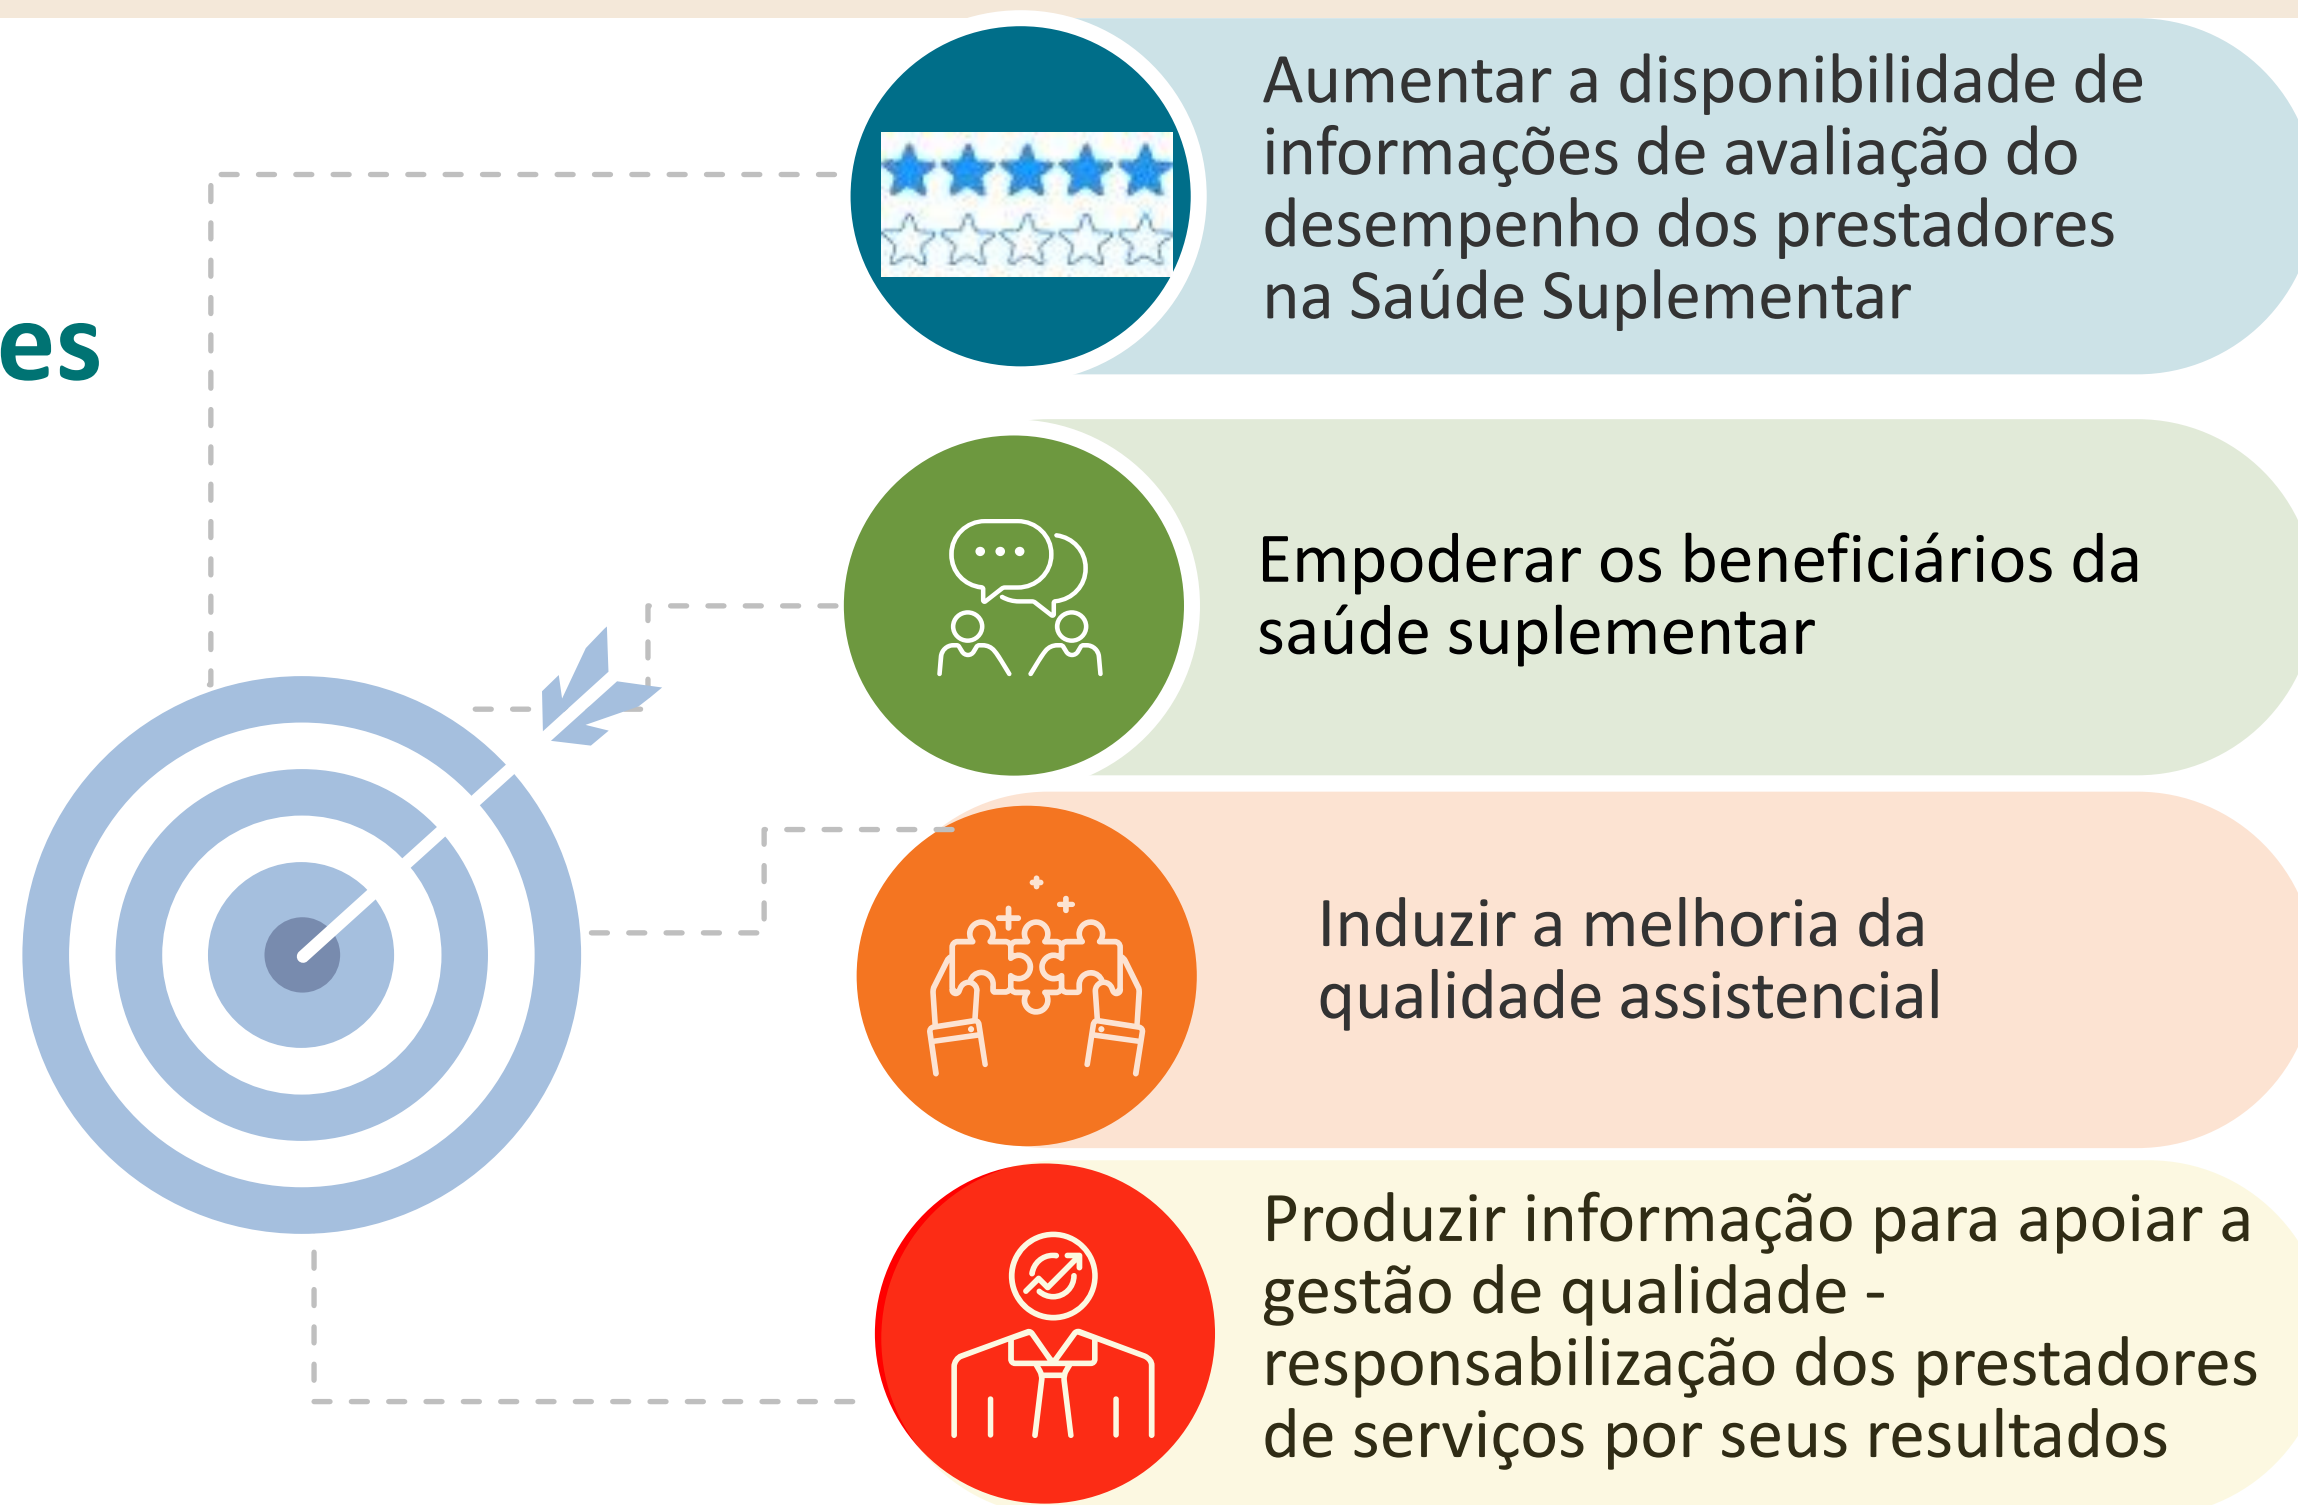 es
Aumentar a disponibilidade de
informações de avaliação do
desempenho dos prestadores
na Saúde Suplementar
Empoderar os beneficiários da
saúde suplementar
Induzir a melhoria da
qualidade assistencial
Produzir informação para apoiar a
gestão de qualidade -
responsabilização dos prestadores
de serviços por seus resultados